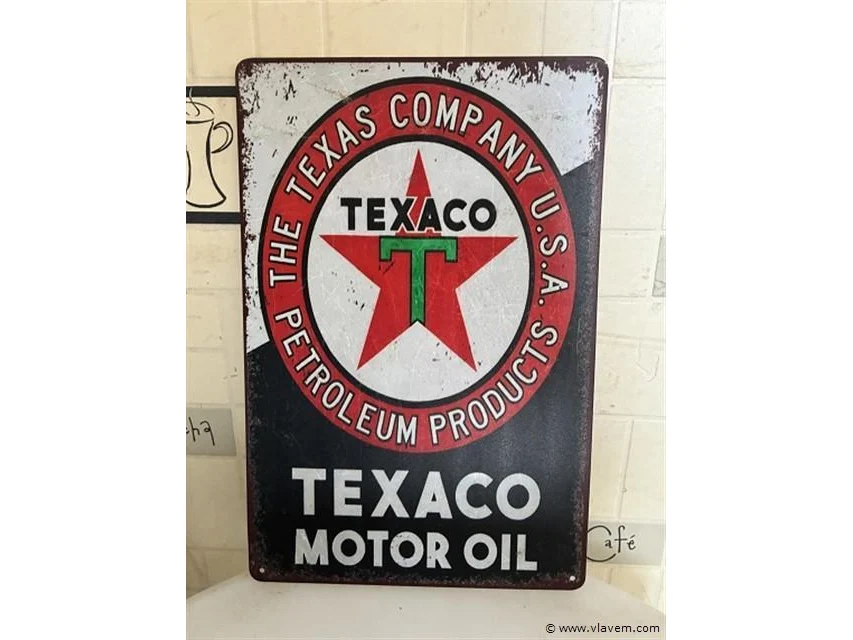 THE TEXAS COMPANY U.S.A.
PETROLEUM PRODUCTS
TEXACO
T
TEXACO
MOTOR OIL
Café
© www.vlavem.com